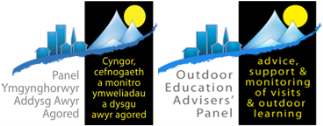 Panel
Ymgynghorwyr
Addysg Awyr
Agored
Cyngor,
cefnogaeth
a monitro
ymweliadau
a dysgu
awyr agored
Outdoor
Education
Advisers'
Panel
advice,
support &
monitoring
of visits
& outdoor
learning